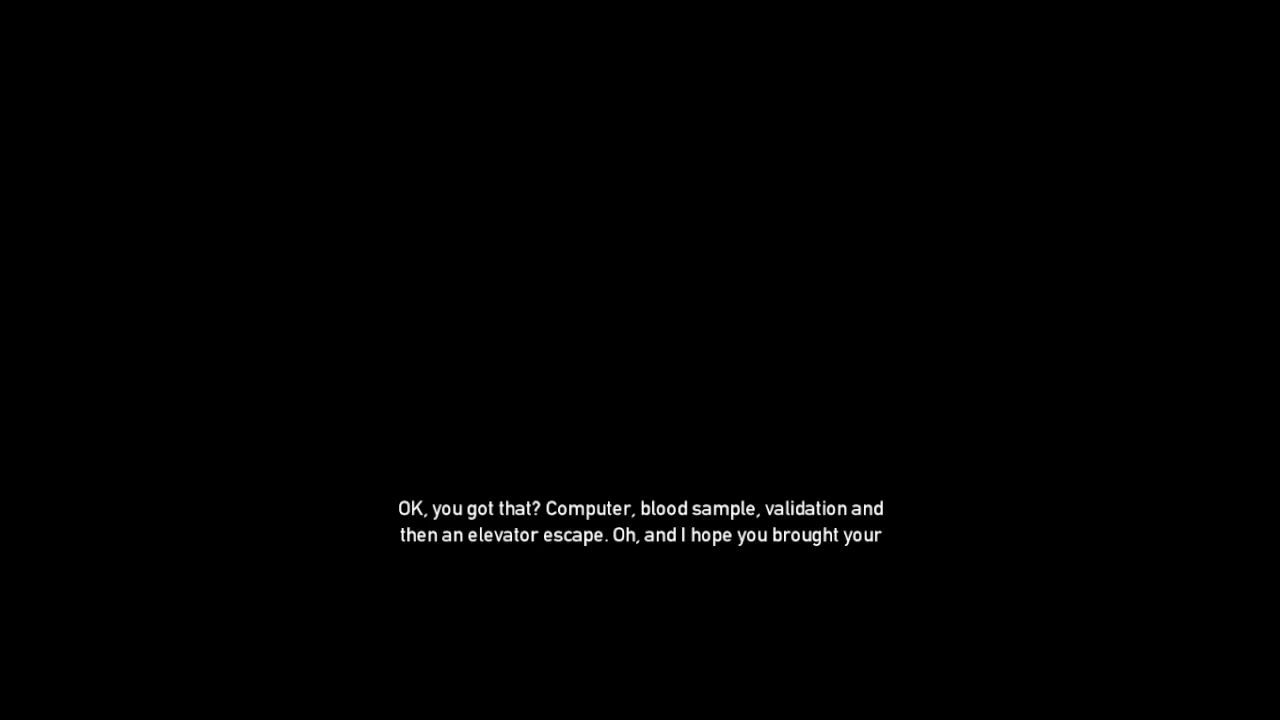 OK, you got that? Computer, blood sample, validation and
then an elevator escape. Oh, and I hope you brought your